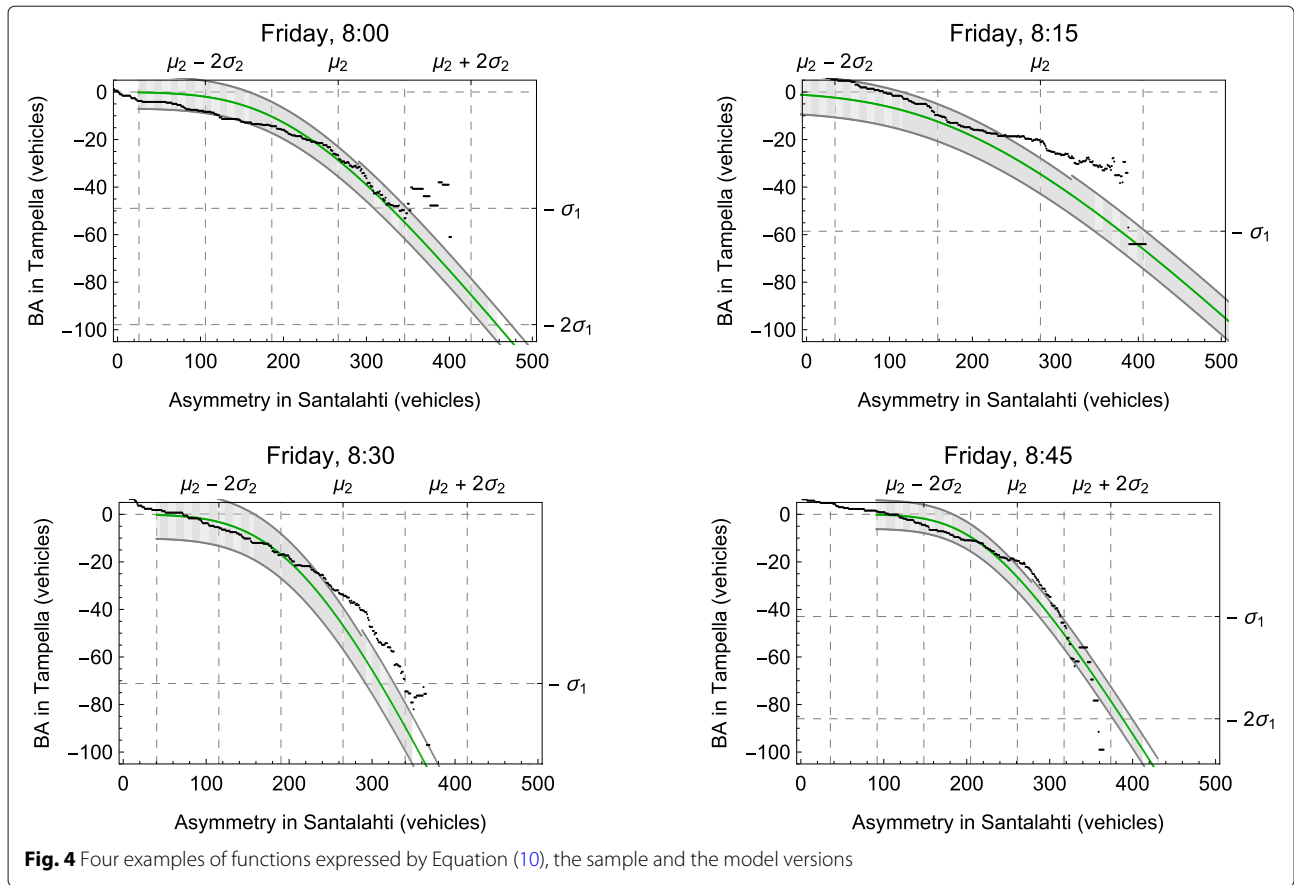 Friday, 8:00
μ₂ − 2σ₂ μ₂ μ₂ + 2σ₂
BA in Tampella (vehicles)
0
−20
−40
−60
−80
−100
− σ₁
− 2σ₁
0 100 200 300 400 500
Asymmetry in Santalahti (vehicles)
Friday, 8:15
μ₂ − 2σ₂ μ₂
BA in Tampella (vehicles)
0
−20
−40
−60
−80
−100
− σ₁
0 100 200 300 400 500
Asymmetry in Santalahti (vehicles)
Friday, 8:30
μ₂ − 2σ₂ μ₂ μ₂ + 2σ₂
BA in Tampella (vehicles)
0
−20
−40
−60
−80
−100
− σ₁
0 100 200 300 400 500
Asymmetry in Santalahti (vehicles)
Friday, 8:45
μ₂ − 2σ₂ μ₂ μ₂ + 2σ₂
BA in Tampella (vehicles)
0
−20
−40
−60
−80
−100
− σ₁
− 2σ₁
0 100 200 300 400 500
Asymmetry in Santalahti (vehicles)
Fig. 4 Four examples of functions expressed by Equation (10), the sample and the model versions